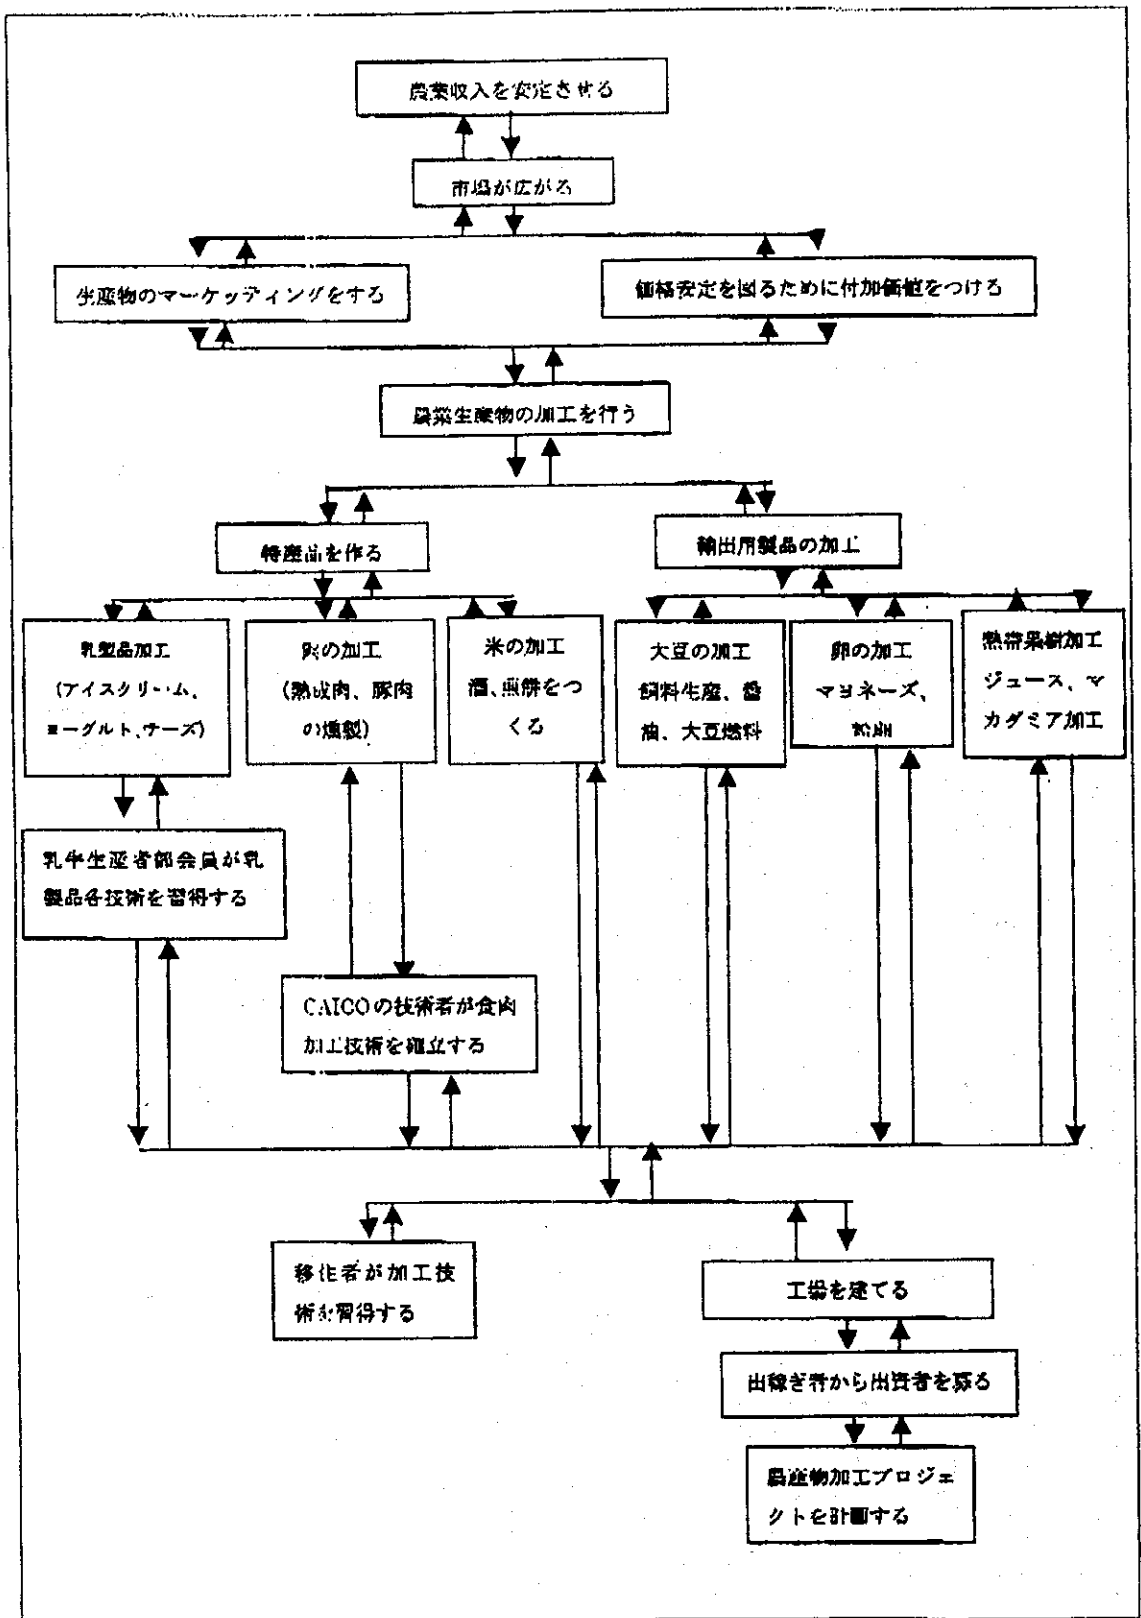 農業収入を安定させる
市場が広がる
生産物のマーケッティングをする
価格安定を図るために付加価値をつける
農業生産物の加工を行う
特産品を作る
輸出用製品の加工
乳製品加工
(アイスクリーム、
ヨーグルト、チーズ)
肉の加工
(熟成肉、豚肉
の燻製)
米の加工
酒、煎餅をつ
くる
大豆の加工
飼料生産、醤
油、大豆燃料
卵の加工
マヨネーズ、
粉卵
熱帯果樹加工
ジュース、マ
カダミア加工
乳牛生産者部会員が乳
製品各技術を習得する
CAICOの技術者が食肉
加工技術を確立する
移住者が加工技
術を習得する
工場を建てる
出稼ぎ者から出資者を募る
農産物加工プロジェ
クトを計画する